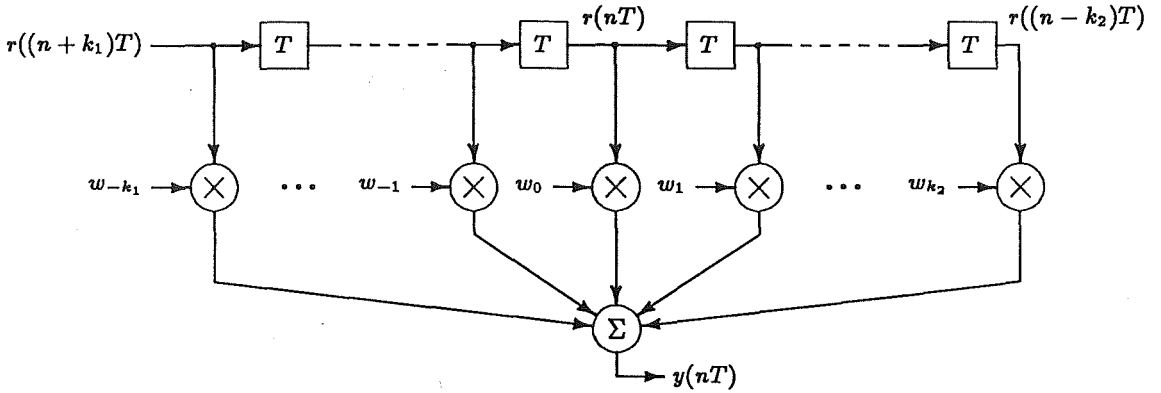 r(nT) r((n − k₂)T)
r((n + k₁)T) T T T T
w₋ₖ₁ ••• w₋₁ w₀ w₁ ••• wₖ₂
Σ
y(nT)